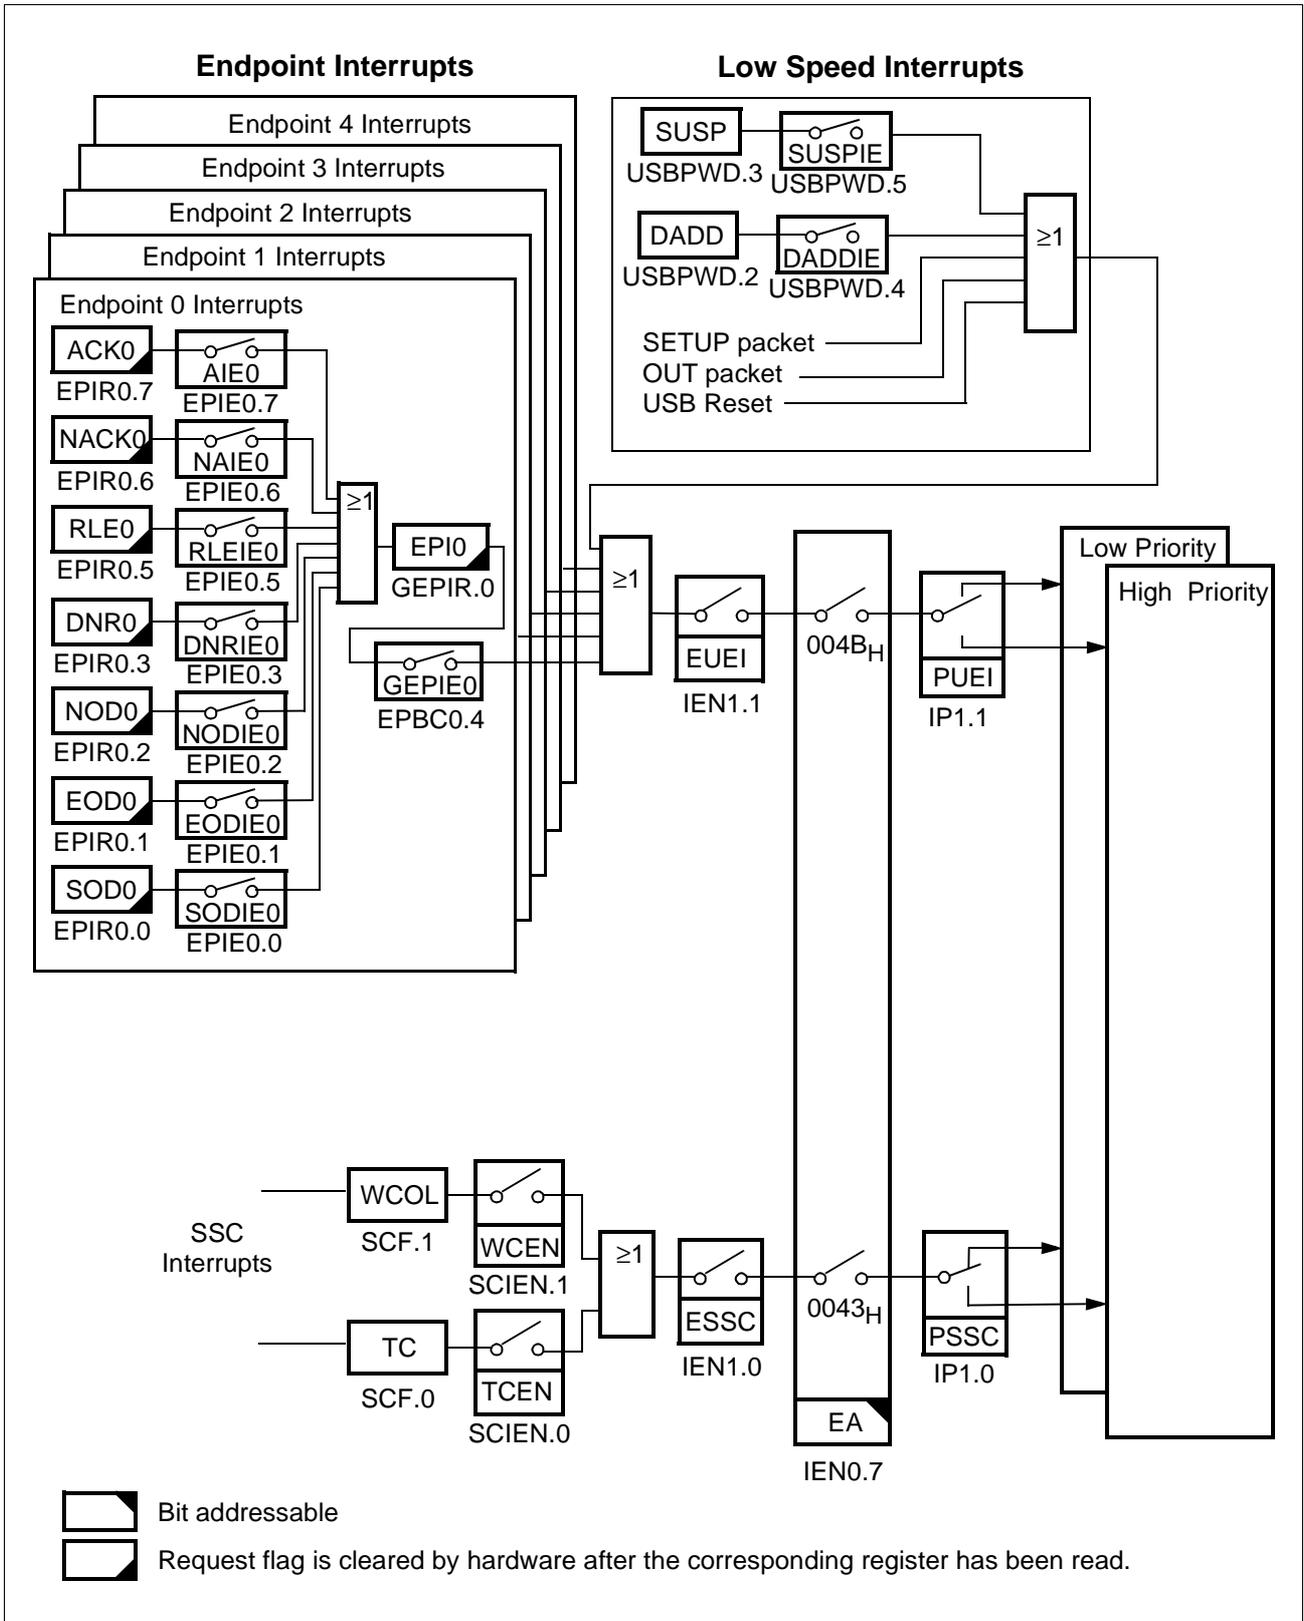 Endpoint Interrupts
Low Speed Interrupts
Endpoint 4 Interrupts
Endpoint 3 Interrupts
Endpoint 2 Interrupts
Endpoint 1 Interrupts
Endpoint 0 Interrupts
ACK0
EPIR0.7
AIE0
EPIE0.7
NACK0
EPIR0.6
NAIE0
EPIE0.6
RLE0
EPIR0.5
RLEIE0
EPIE0.5
DNR0
EPIR0.3
DNRIE0
EPIE0.3
NOD0
EPIR0.2
NODIE0
EPIE0.2
EOD0
EPIR0.1
EODIE0
EPIE0.1
SOD0
EPIR0.0
SODIE0
EPIE0.0
≥1
EPI0
GEPIR.0
GEPIE0
EPBC0.4
SUSP
USBPWD.3
SUSPIE
USBPWD.5
DADD
USBPWD.2
DADDIE
USBPWD.4
SETUP packet
OUT packet
USB Reset
≥1
≥1
EUEI
IEN1.1
004BH
PUEI
IP1.1
Low Priority
High Priority
SSC
Interrupts
WCOL
SCF.1
WCEN
SCIEN.1
TC
SCF.0
TCEN
SCIEN.0
≥1
ESSC
IEN1.0
0043H
PSSC
IP1.0
EA
IEN0.7
Bit addressable
Request flag is cleared by hardware after the corresponding register has been read.